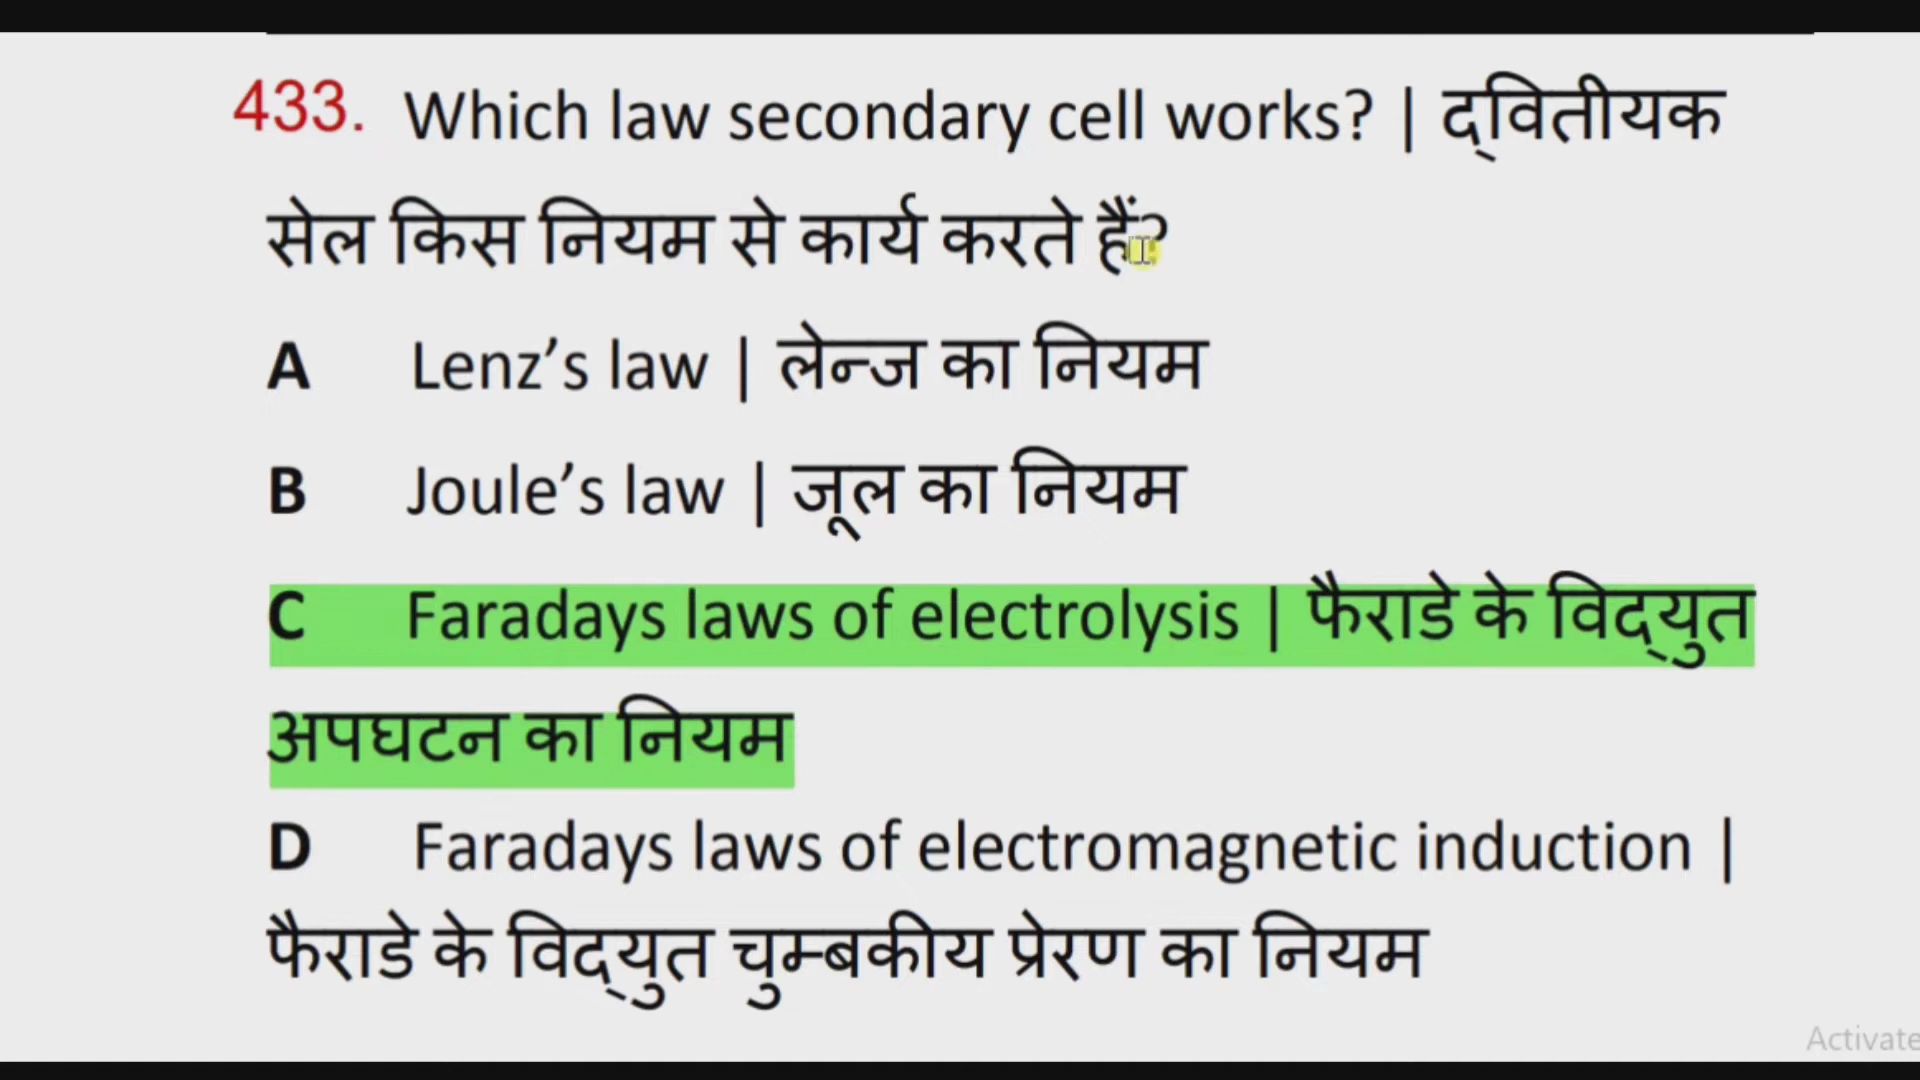 433. Which law secondary cell works? | द्वितीयक
सेल किस नियम से कार्य करते हैं?
A Lenz’s law | लेन्ज का नियम
B Joule’s law | जूल का नियम
C Faradays laws of electrolysis | फैराडे के विद्युत
अपघटन का नियम
D Faradays laws of electromagnetic induction |
फैराडे के विद्युत चुम्बकीय प्रेरण का नियम
Activate